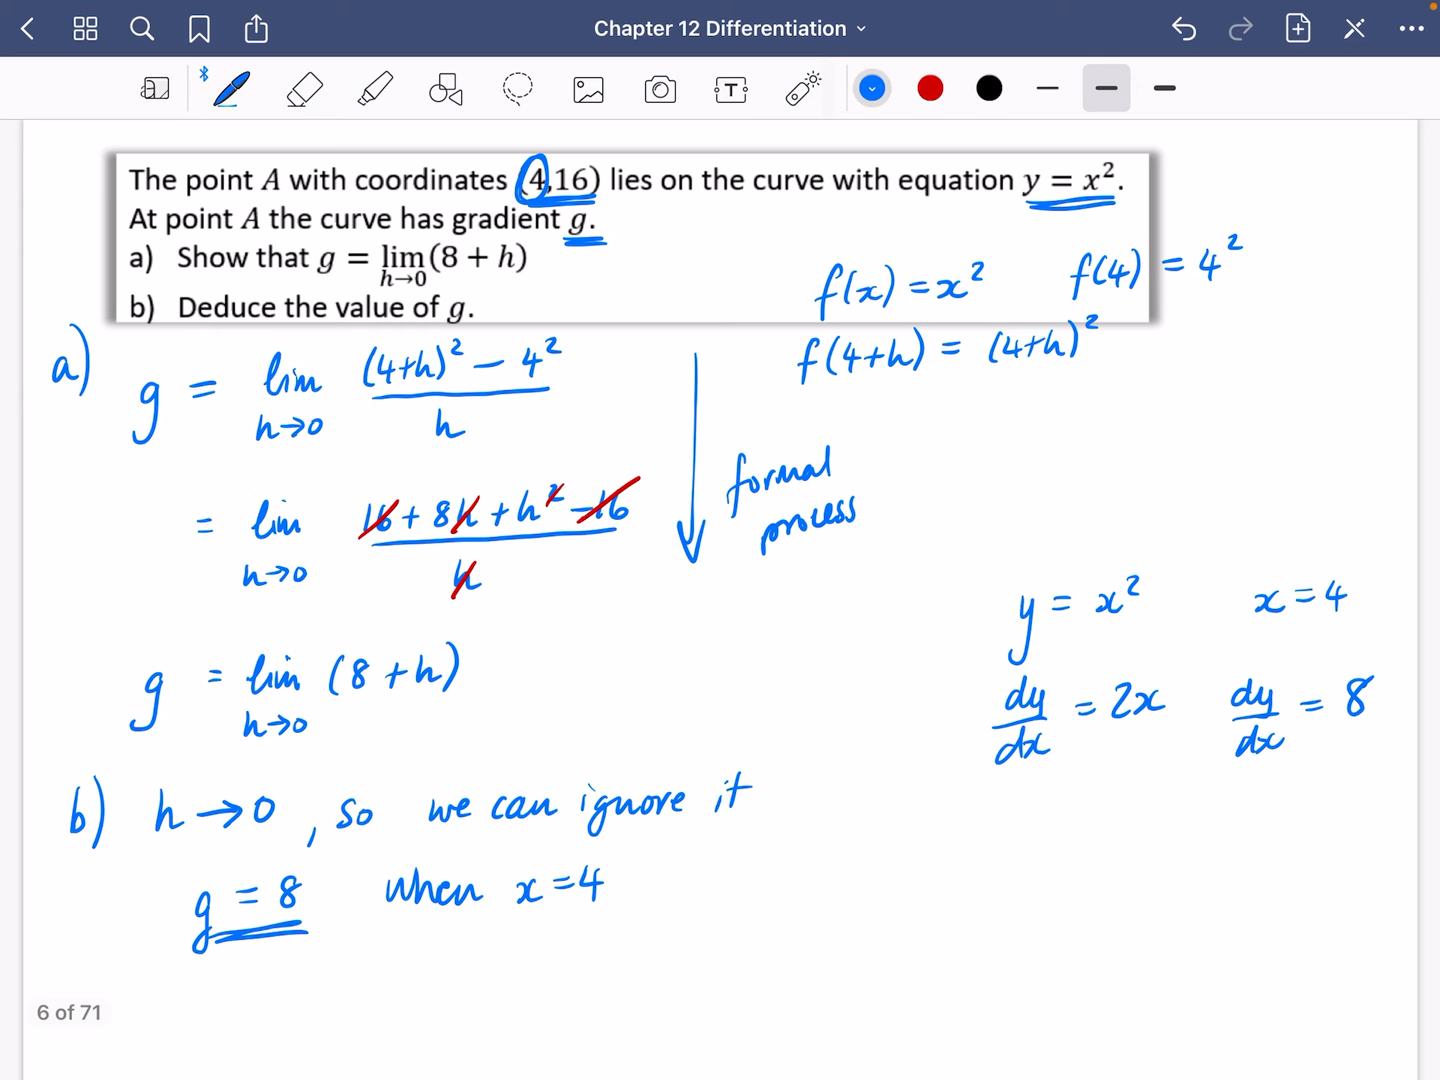 Chapter 12 Differentiation
The point A with coordinates (4,16) lies on the curve with equation y = x².
At point A the curve has gradient g.
a) Show that g = lim(8 + h)
h→0
b) Deduce the value of g.
f(x) = x² f(4) = 4²
f(4+h) = (4+h)²
a) g = lim (4+h)² − 4²
h→0 h
formal
process
= lim 16 + 8h + h² − 16
h→0 h
y = x² x = 4
g = lim (8 + h)
h→0
dy/dx = 2x dy/dx = 8
b) h → 0, so we can ignore it
g = 8 when x = 4
6 of 71